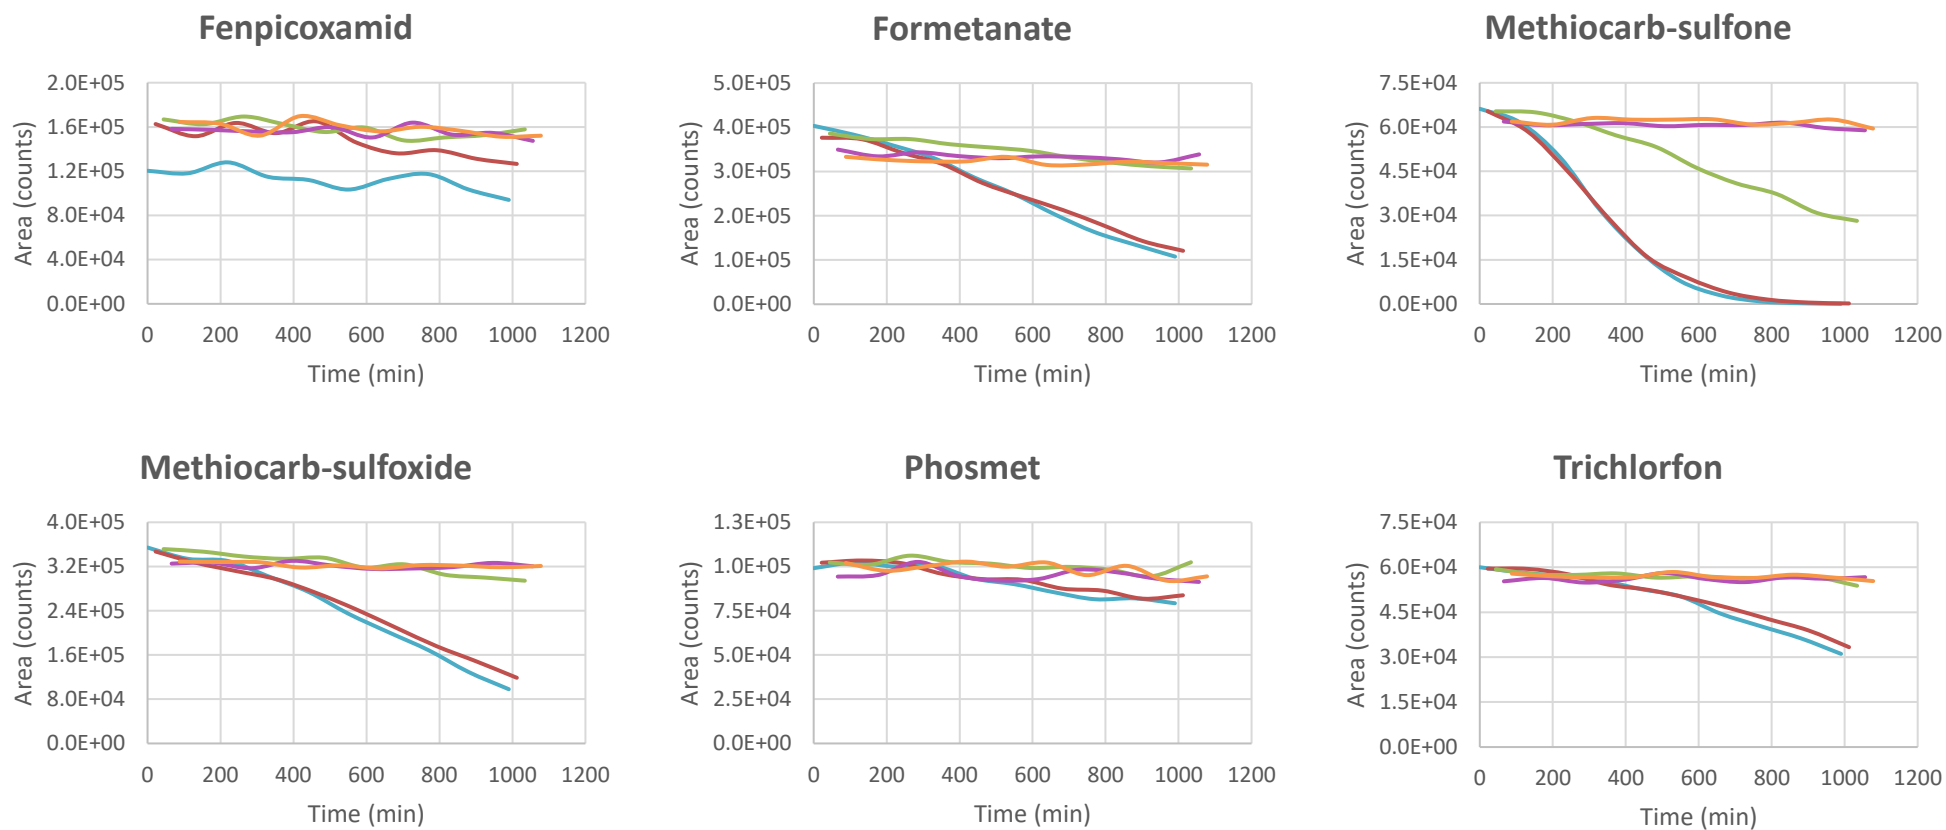 Fenpicoxamid
Area (counts)
2.0E+05
1.6E+05
1.2E+05
8.0E+04
4.0E+04
0.0E+00
0 200 400 600 800 1000 1200
Time (min)
Formetanate
Area (counts)
5.0E+05
4.0E+05
3.0E+05
2.0E+05
1.0E+05
0.0E+00
0 200 400 600 800 1000 1200
Time (min)
Methiocarb-sulfone
Area (counts)
7.5E+04
6.0E+04
4.5E+04
3.0E+04
1.5E+04
0.0E+00
0 200 400 600 800 1000 1200
Time (min)
Methiocarb-sulfoxide
Area (counts)
4.0E+05
3.2E+05
2.4E+05
1.6E+05
8.0E+04
0.0E+00
0 200 400 600 800 1000 1200
Time (min)
Phosmet
Area (counts)
1.3E+05
1.0E+05
7.5E+04
5.0E+04
2.5E+04
0.0E+00
0 200 400 600 800 1000 1200
Time (min)
Trichlorfon
Area (counts)
7.5E+04
6.0E+04
4.5E+04
3.0E+04
1.5E+04
0.0E+00
0 200 400 600 800 1000 1200
Time (min)